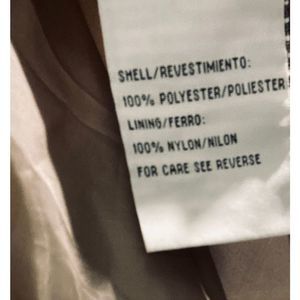 SHELL/REVESTIMIENTO:
100% POLYESTER/POLIESTER
LINING/FERRO:
100% NYLON/NILON
FOR CARE SEE REVERSE